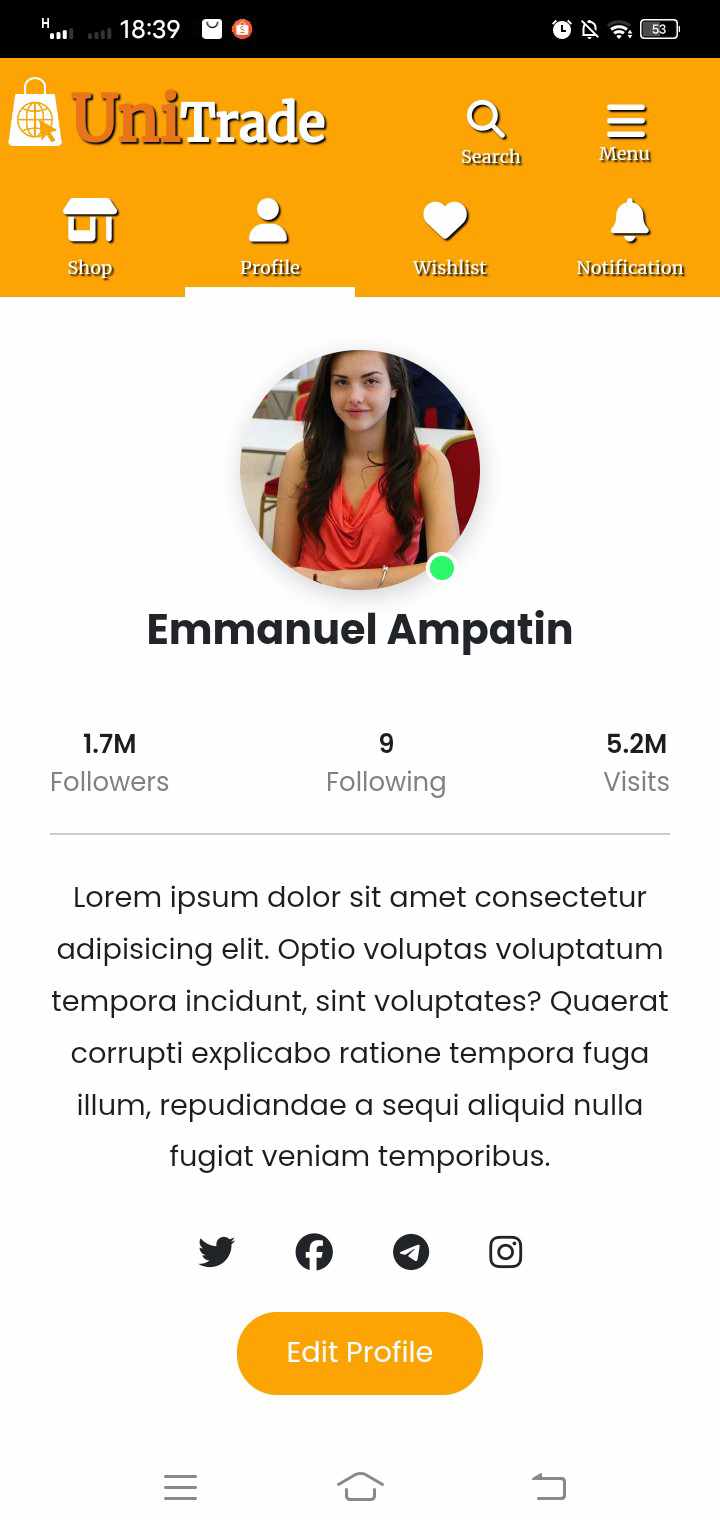 H
18:39
53
UniTrade
Search
Menu
Shop
Profile
Wishlist
Notification
Emmanuel Ampatin
1.7M
9
5.2M
Followers
Following
Visits
Lorem ipsum dolor sit amet consectetur
adipisicing elit. Optio voluptas voluptatum
tempora incidunt, sint voluptates? Quaerat
corrupti explicabo ratione tempora fuga
illum, repudiandae a sequi aliquid nulla
fugiat veniam temporibus.
Edit Profile